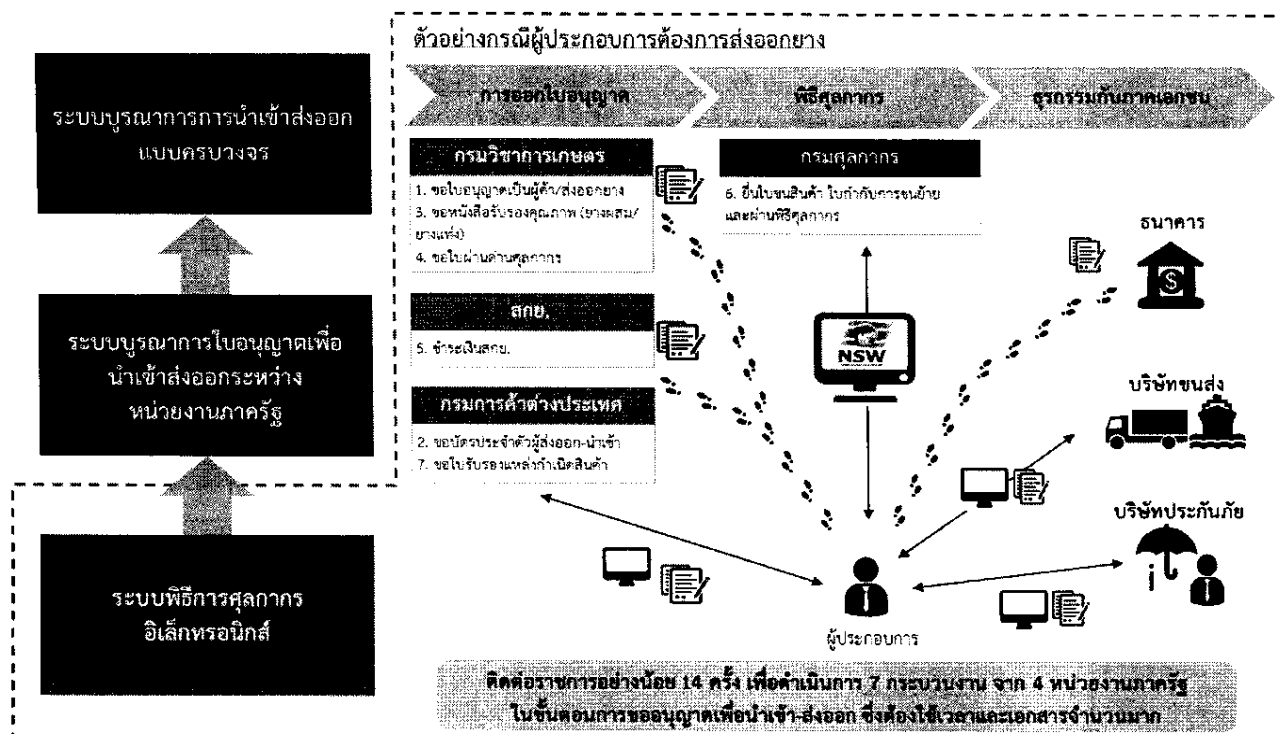 ระบบบูรณาการการนำเข้าส่งออก
แบบครบวงจร
ระบบบูรณาการใบอนุญาตเพื่อ
นำเข้าส่งออกระหว่าง
หน่วยงานภาครัฐ
ระบบพิธีการศุลกากร
อิเล็กทรอนิกส์
ตัวอย่างกรณีผู้ประกอบการต้องการส่งออกยาง
การออกใบอนุญาต
พิธีศุลกากร
ธุรกรรมกับภาคเอกชน
กรมวิชาการเกษตร
1. ขอใบอนุญาตเป็นผู้ค้า/ส่งออกยาง
3. ขอหนังสือรับรองคุณภาพ (ยางผสม/
ยางแท่ง)
4. ขอใบผ่านด่านศุลกากร
สกย.
5. ชำระเงินสกย.
กรมการค้าต่างประเทศ
2. ขอบัตรประจำตัวผู้ส่งออก-นำเข้า
7. ขอใบรับรองแหล่งกำเนิดสินค้า
กรมศุลกากร
6. ยื่นใบขนสินค้า ใบกำกับการขนย้าย
และผ่านพิธีศุลกากร
NSW
ธนาคาร
บริษัทขนส่ง
บริษัทประกันภัย
ผู้ประกอบการ
ติดต่อราชการอย่างน้อย 14 ครั้ง เพื่อดำเนินการ 7 กระบวนงาน จาก 4 หน่วยงานภาครัฐ
ในขั้นตอนการขออนุญาตเพื่อนำเข้า-ส่งออก ซึ่งต้องใช้เวลาและเอกสารจำนวนมาก